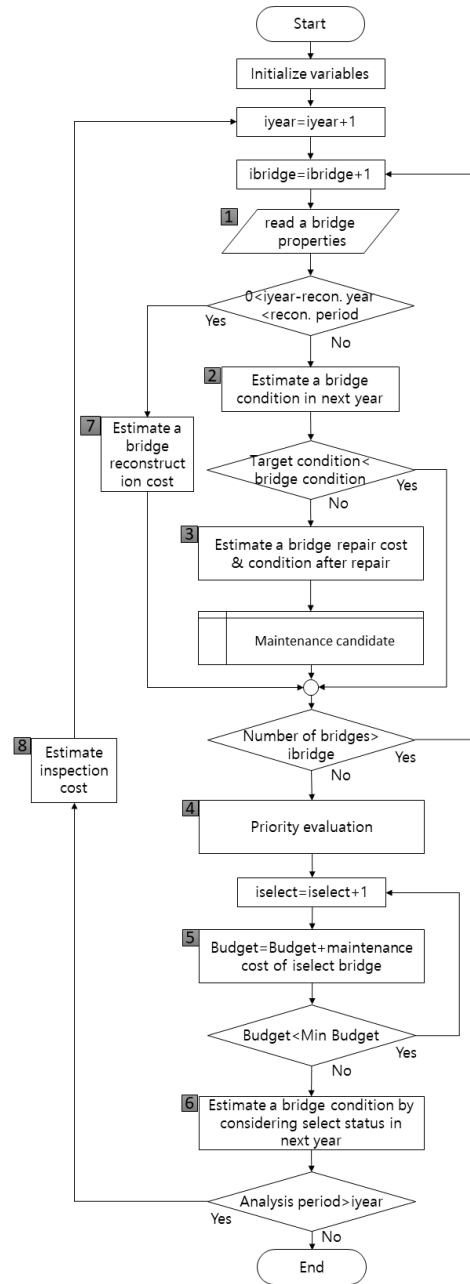 Start
Initialize variables
iyear=iyear+1
ibridge=ibridge+1
1
read a bridge
properties
0<iyear-recon. year
<recon. period
Yes
No
2
Estimate a bridge
condition in next year
7
Estimate a
bridge
reconstruct
ion cost
Target condition<
bridge condition
Yes
No
3
Estimate a bridge repair cost
& condition after repair
Maintenance candidate
Number of bridges>
ibridge
Yes
No
8
Estimate
inspection
cost
4
Priority evaluation
iselect=iselect+1
5
Budget=Budget+maintenance
cost of iselect bridge
Budget<Min Budget
Yes
No
6
Estimate a bridge condition by
considering select status in
next year
Analysis period>iyear
Yes
No
End